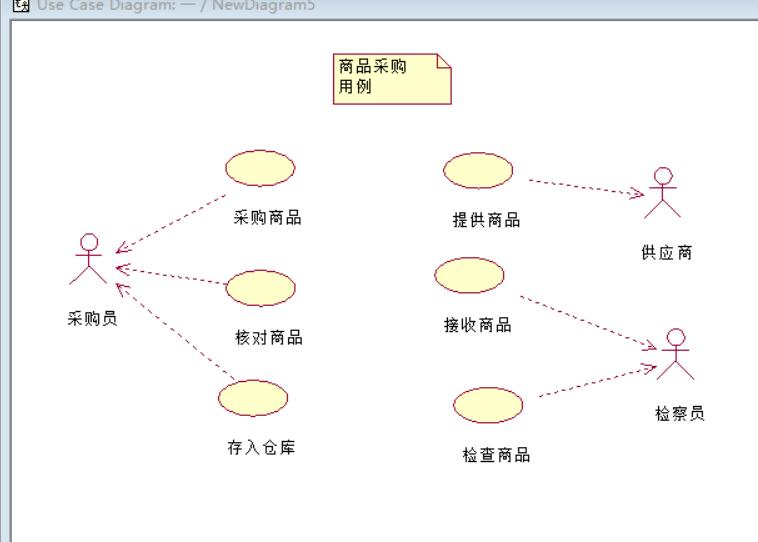 Use Case Diagram: — / NewDiagram5
商品采购
用例
采购商品
提供商品
供应商
采购员
核对商品
接收商品
检察员
存入仓库
检查商品